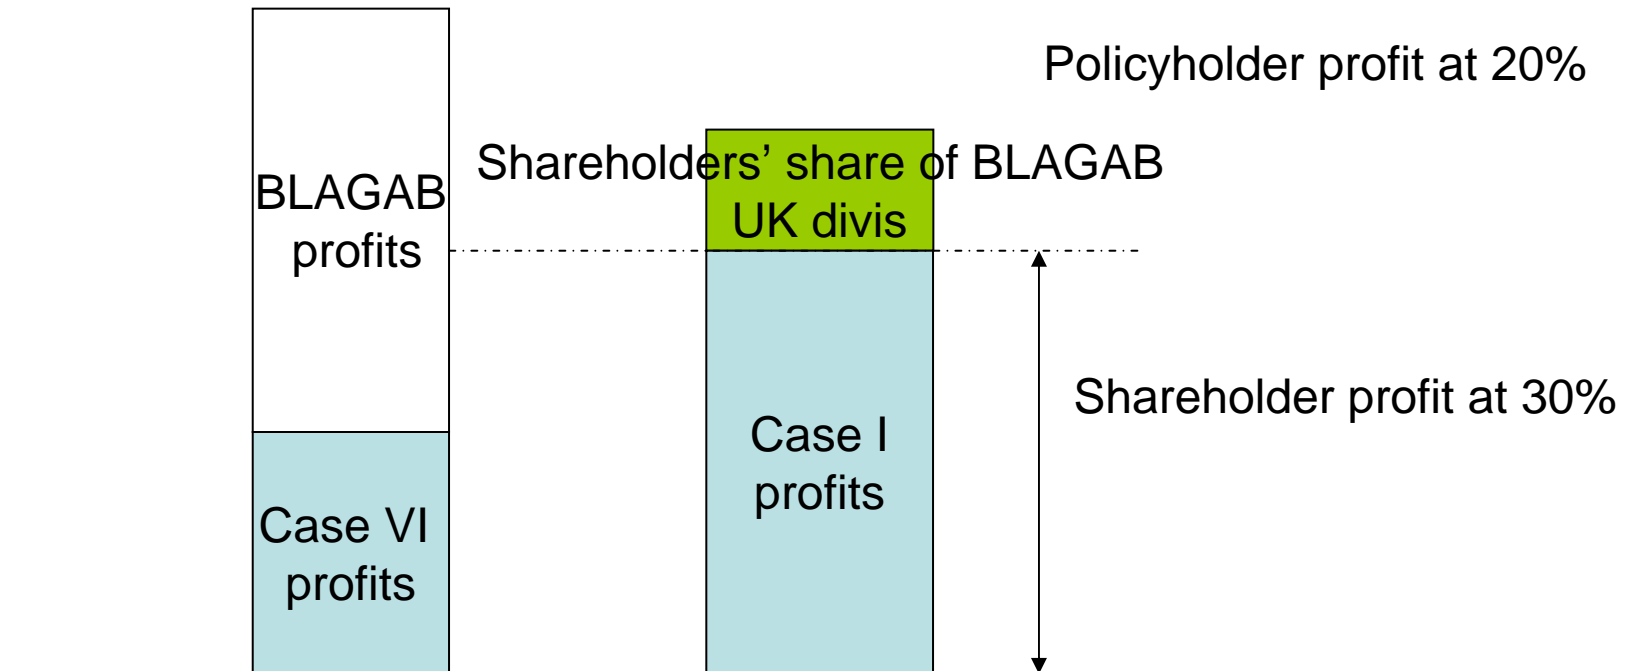 Policyholder profit at 20%
Shareholders’ share of BLAGAB
UK divis
BLAGAB
profits
Shareholder profit at 30%
Case I
profits
Case VI
profits